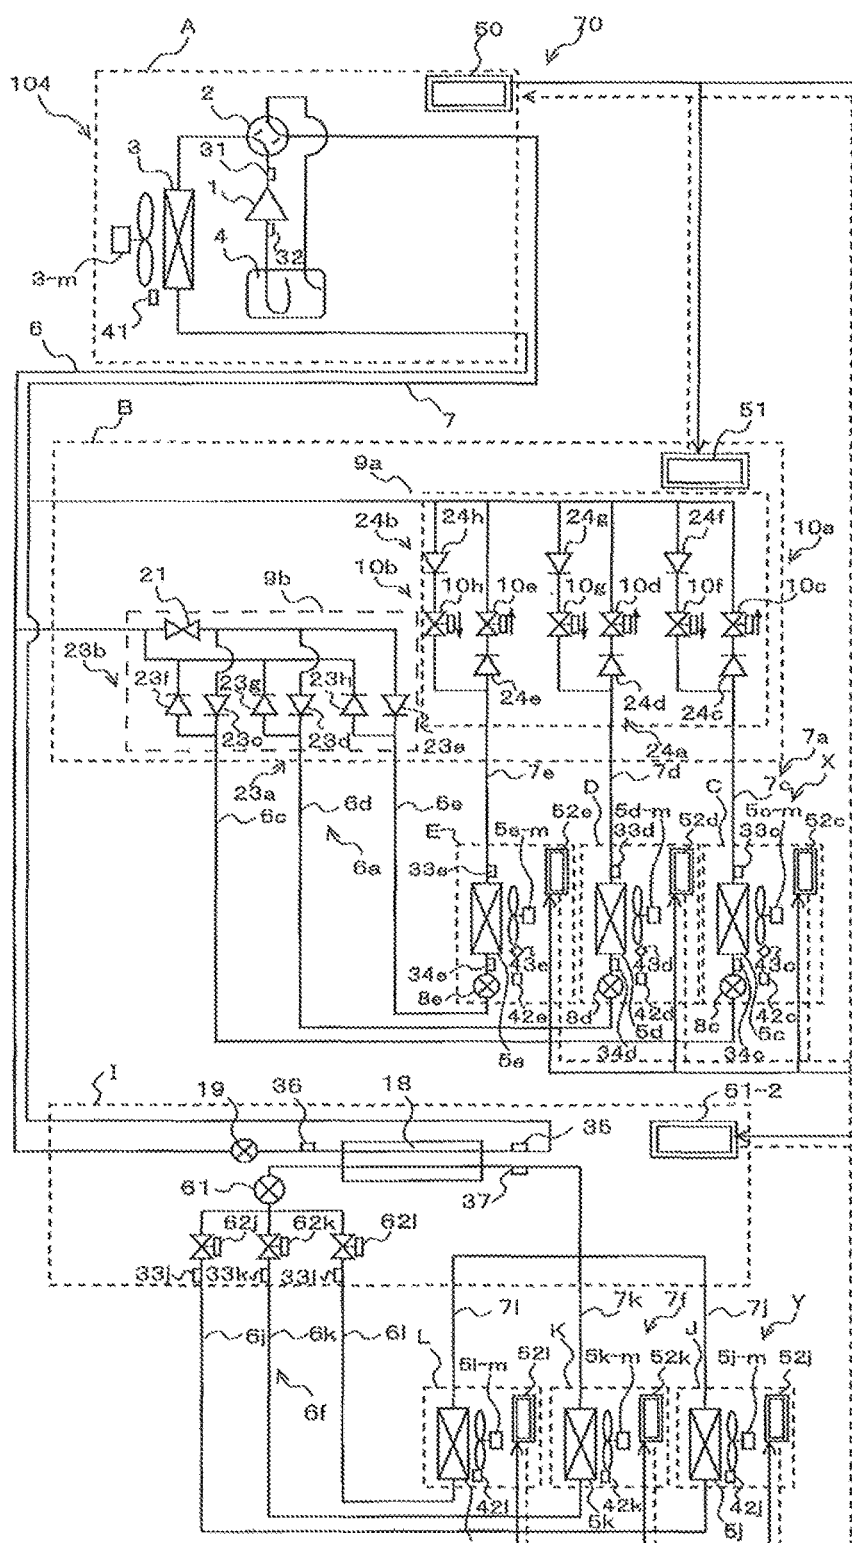 A
50
70
104
2
31
3
1
4
32
3-m
41
6
7
B
51
9a
24h
24g
24f
24b
10a
10b
21
9b
10h
10e
10g
10d
10f
10c
23b
23f
23g
23h
24e
24d
24c
23c
23d
23e
24a
7a
23a
7e
7d
7c
X
6c
6d
6e
6a
E
5e-m
52e
D
5d-m
33d
52d
C
5c-m
33c
52c
33e
34e
43e
43d
43c
8e
42e
8d
42d
8c
42c
5e
34d
5d
34c
5c
I
19
36
18
35
51-2
61
37
62j
62k
62l
33j
33k
33l
7l
7k
7f
7j
Y
6j
6k
6l
6f
L
5l-m
52l
K
5k-m
52k
J
5j-m
52j
42l
42k
5k
42j
5j